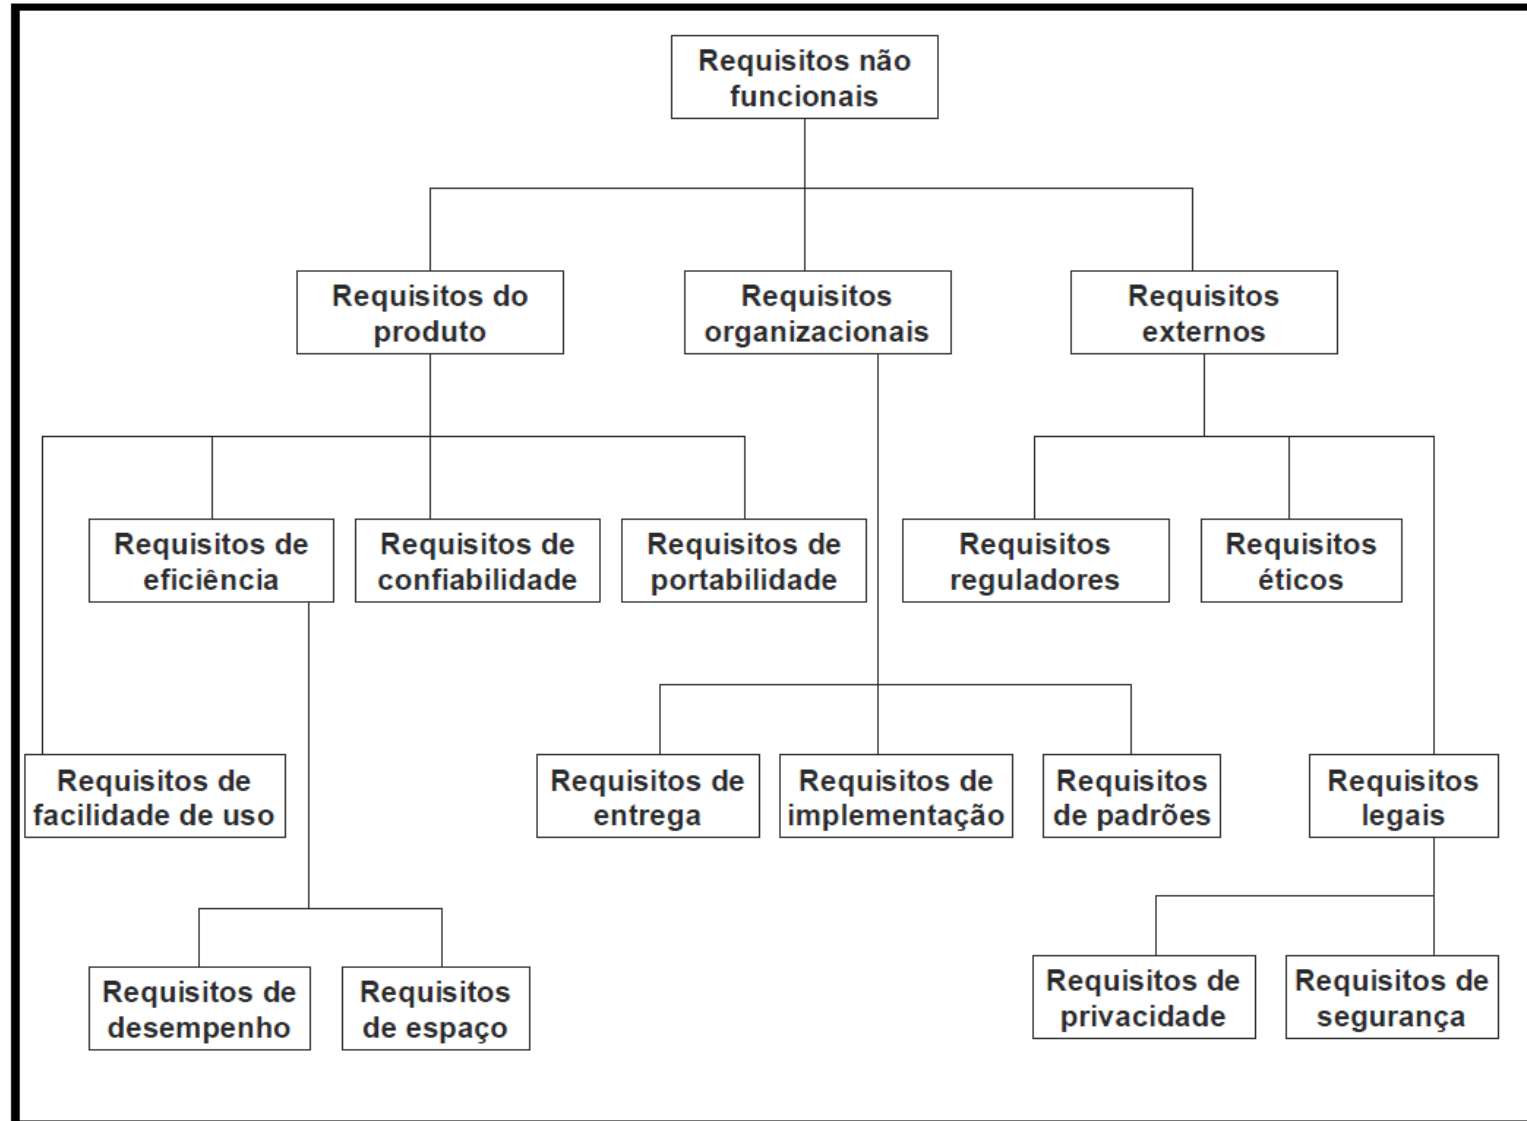 Requisitos não
funcionais
Requisitos do
produto
Requisitos
organizacionais
Requisitos
externos
Requisitos de
eficiência
Requisitos de
confiabilidade
Requisitos de
portabilidade
Requisitos
reguladores
Requisitos
éticos
Requisitos de
facilidade de uso
Requisitos de
entrega
Requisitos de
implementação
Requisitos
de padrões
Requisitos
legais
Requisitos de
desempenho
Requisitos
de espaço
Requisitos de
privacidade
Requisitos de
segurança